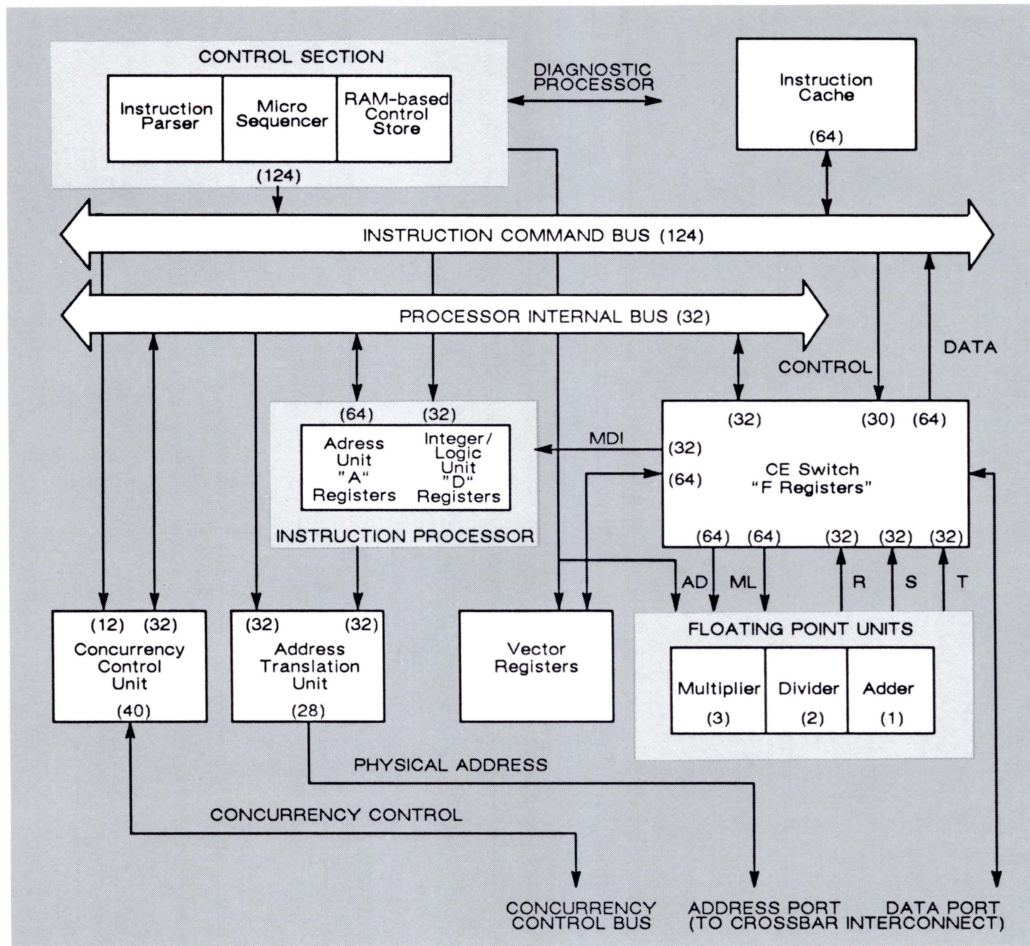 CONTROL SECTION
Instruction
Parser
Micro
Sequencer
RAM-based
Control
Store
(124)
DIAGNOSTIC
PROCESSOR
Instruction
Cache
(64)
INSTRUCTION COMMAND BUS (124)
PROCESSOR INTERNAL BUS (32)
CONTROL
DATA
(64)
(32)
Adress
Unit
"A"
Registers
Integer/
Logic
Unit
"D"
Registers
INSTRUCTION PROCESSOR
MDI
(32)
(30)
(64)
(32)
(64)
CE Switch
"F Registers"
(64)
(64)
(32)
(32)
(32)
AD
ML
R
S
T
(12)
(32)
Concurrency
Control
Unit
(40)
(32)
(32)
Address
Translation
Unit
(28)
Vector
Registers
FLOATING POINT UNITS
Multiplier
(3)
Divider
(2)
Adder
(1)
PHYSICAL ADDRESS
CONCURRENCY CONTROL
CONCURRENCY
CONTROL BUS
ADDRESS PORT
DATA PORT
(TO CROSSBAR INTERCONNECT)